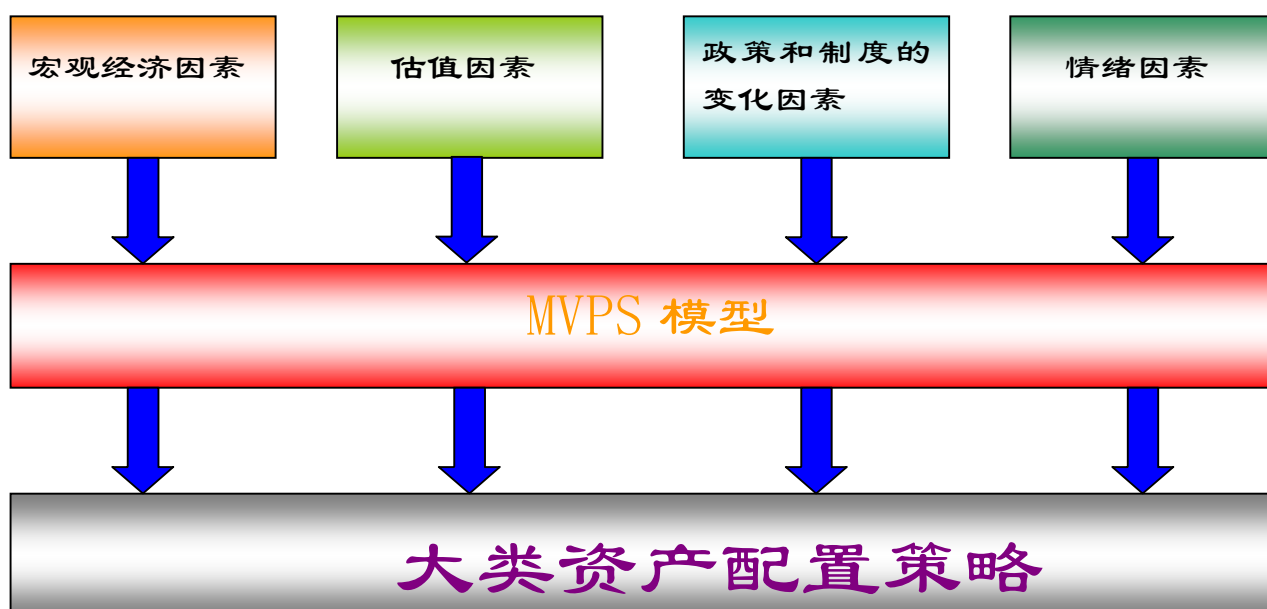 宏观经济因素
估值因素
政策和制度的
变化因素
情绪因素
MVPS 模型
大类资产配置策略